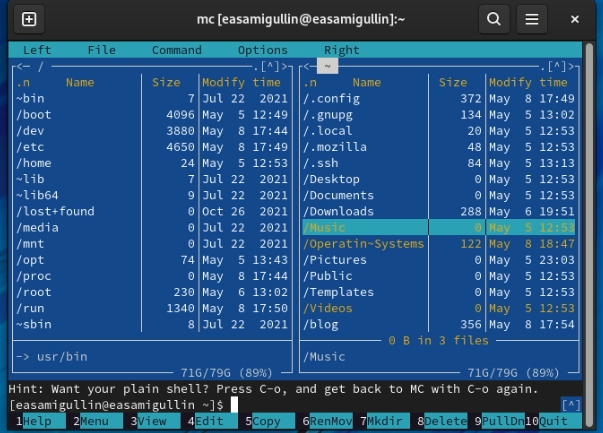 mc [easamigullin@easamigullin]:~
Left File Command Options Right
<— / .[^]>
<— ~ .[^]>
.n Name Size Modify time
.n Name Size Modify time
~bin 7 Jul 22 2021
/.config 372 May 8 17:49
/boot 4096 May 5 12:49
/.gnupg 134 May 5 13:02
/dev 3880 May 8 17:44
/.local 20 May 5 12:53
/etc 4650 May 8 17:49
/.mozilla 48 May 5 12:53
/home 24 May 5 12:53
/.ssh 84 May 5 13:13
~lib 7 Jul 22 2021
/Desktop 0 May 5 12:53
~lib64 9 Jul 22 2021
/Documents 0 May 5 12:53
/lost+found 0 Oct 26 2021
/Downloads 288 May 6 19:51
/media 0 Jul 22 2021
/Music 0 May 5 12:53
/mnt 0 Jul 22 2021
/Operatin~Systems 122 May 8 18:47
/opt 74 May 5 13:43
/Pictures 0 May 5 23:03
/proc 0 May 8 17:44
/Public 0 May 5 12:53
/root 230 May 6 13:02
/Templates 0 May 5 12:53
/run 1340 May 8 17:50
/Videos 0 May 5 12:53
~sbin 8 Jul 22 2021
/blog 356 May 8 17:54
0 B in 3 files
-> usr/bin
/Music
71G/79G (89%)
71G/79G (89%)
Hint: Want your plain shell? Press C-o, and get back to MC with C-o again.
[easamigullin@easamigullin ~]$ [^]
1Help 2Menu 3View 4Edit 5Copy 6RenMov 7Mkdir 8Delete 9PullDn 10Quit